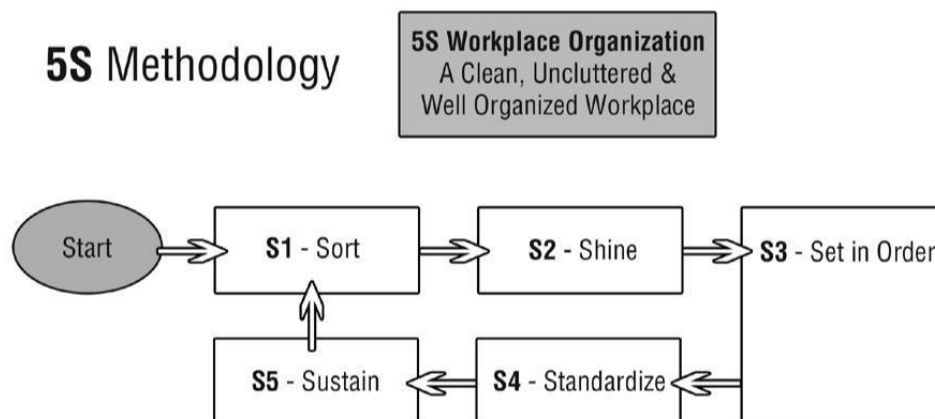 5S Methodology
5S Workplace Organization
A Clean, Uncluttered &
Well Organized Workplace
Start
S1 - Sort
S2 - Shine
S3 - Set in Order
S4 - Standardize
S5 - Sustain